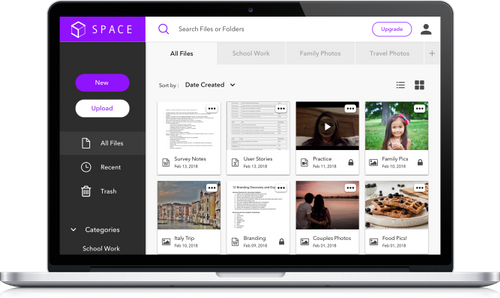 SPACE
Search Files or Folders
Upgrade
All Files
School Work
Family Photos
Travel Photos
+
New
Upload
All Files
Recent
Trash
Categories
School Work
Sort by :
Date Created
Survey Notes
Feb 13, 2018
User Stories
Feb 13, 2018
Practice
Feb 11, 2018
Family Pics
Feb 10, 2018
Italy Trip
Feb 10, 2018
Branding
Feb 09, 2018
Couples Photos
Feb 09, 2018
Food Pics!
Feb 04, 2018